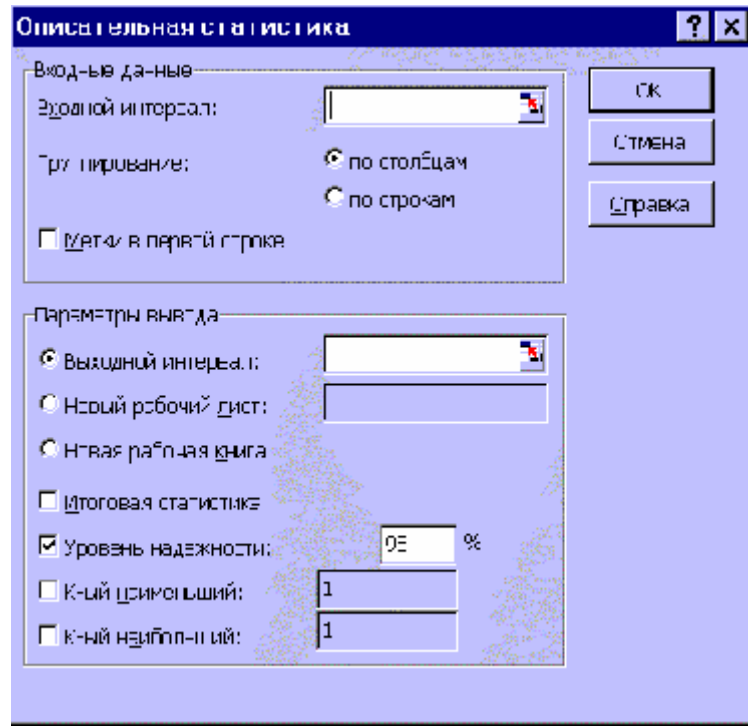 Описательная статистика
Входные данные
Входной интервал:
Группирование:
по столбцам
по строкам
Метки в первой строке
ОК
Отмена
Справка
Параметры вывода
Выходной интервал:
Новый рабочий лист:
Новая рабочая книга
Итоговая статистика
Уровень надежности: 95 %
К-ый наименьший: 1
К-ый наибольший: 1